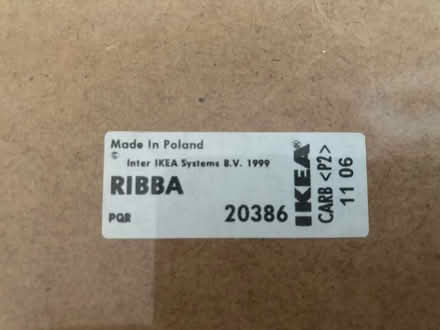 Made In Poland
© Inter IKEA Systems B.V. 1999
RIBBA
PQR 20386
IKEA
CARB <P2>
11 06